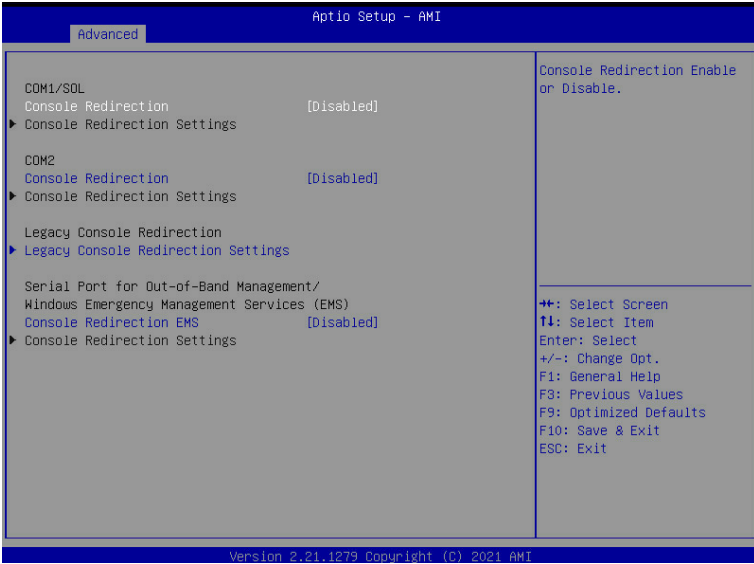 Aptio Setup – AMI
Advanced
COM1/SOL
Console Redirection [Disabled]
▶ Console Redirection Settings
COM2
Console Redirection [Disabled]
▶ Console Redirection Settings
Legacy Console Redirection
▶ Legacy Console Redirection Settings
Serial Port for Out-of-Band Management/
Windows Emergency Management Services (EMS)
Console Redirection EMS [Disabled]
▶ Console Redirection Settings
Console Redirection Enable
or Disable.
→←: Select Screen
↑↓: Select Item
Enter: Select
+/-: Change Opt.
F1: General Help
F3: Previous Values
F9: Optimized Defaults
F10: Save & Exit
ESC: Exit
Version 2.21.1279 Copyright (C) 2021 AMI